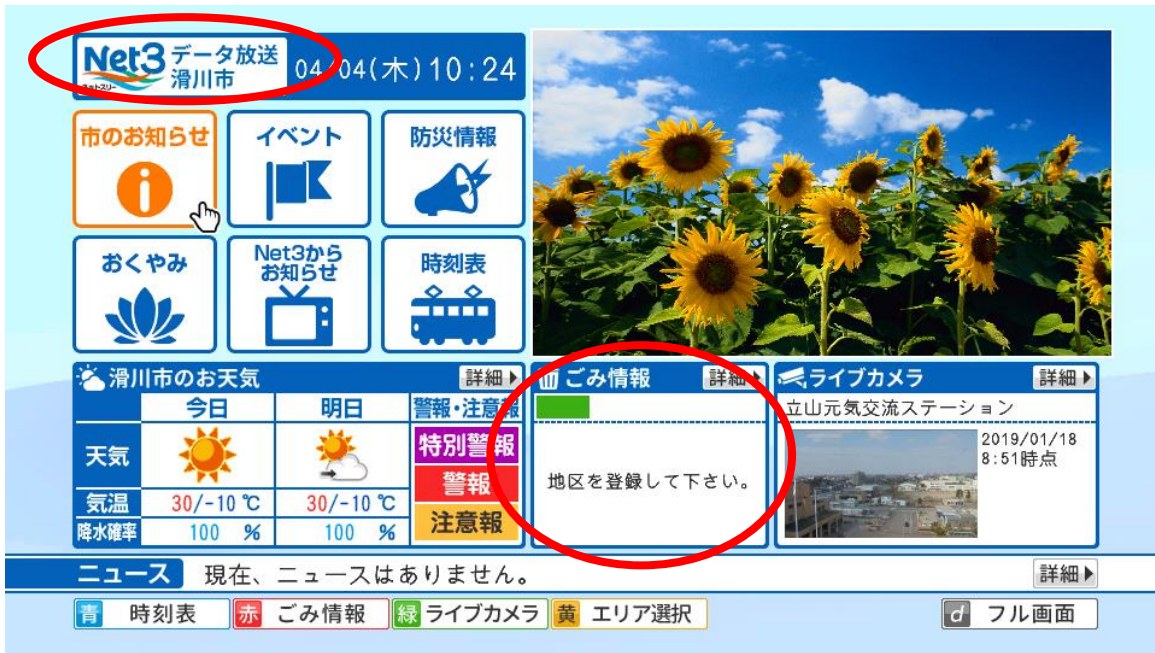 Net3 データ放送
ネットスリー 滑川市
04/04(木)10:24
市のお知らせ
イベント
防災情報
おくやみ
Net3から
お知らせ
時刻表
滑川市のお天気 詳細
今日 明日 警報・注意報
天気
特別警報
警報
注意報
気温 30/-10 ℃ 30/-10 ℃
降水確率 100 % 100 %
ごみ情報 詳細
地区を登録して下さい。
ライブカメラ 詳細
立山元気交流ステーション
2019/01/18
8:51時点
ニュース 現在、ニュースはありません。 詳細
青 時刻表 赤 ごみ情報 緑 ライブカメラ 黄 エリア選択 d フル画面